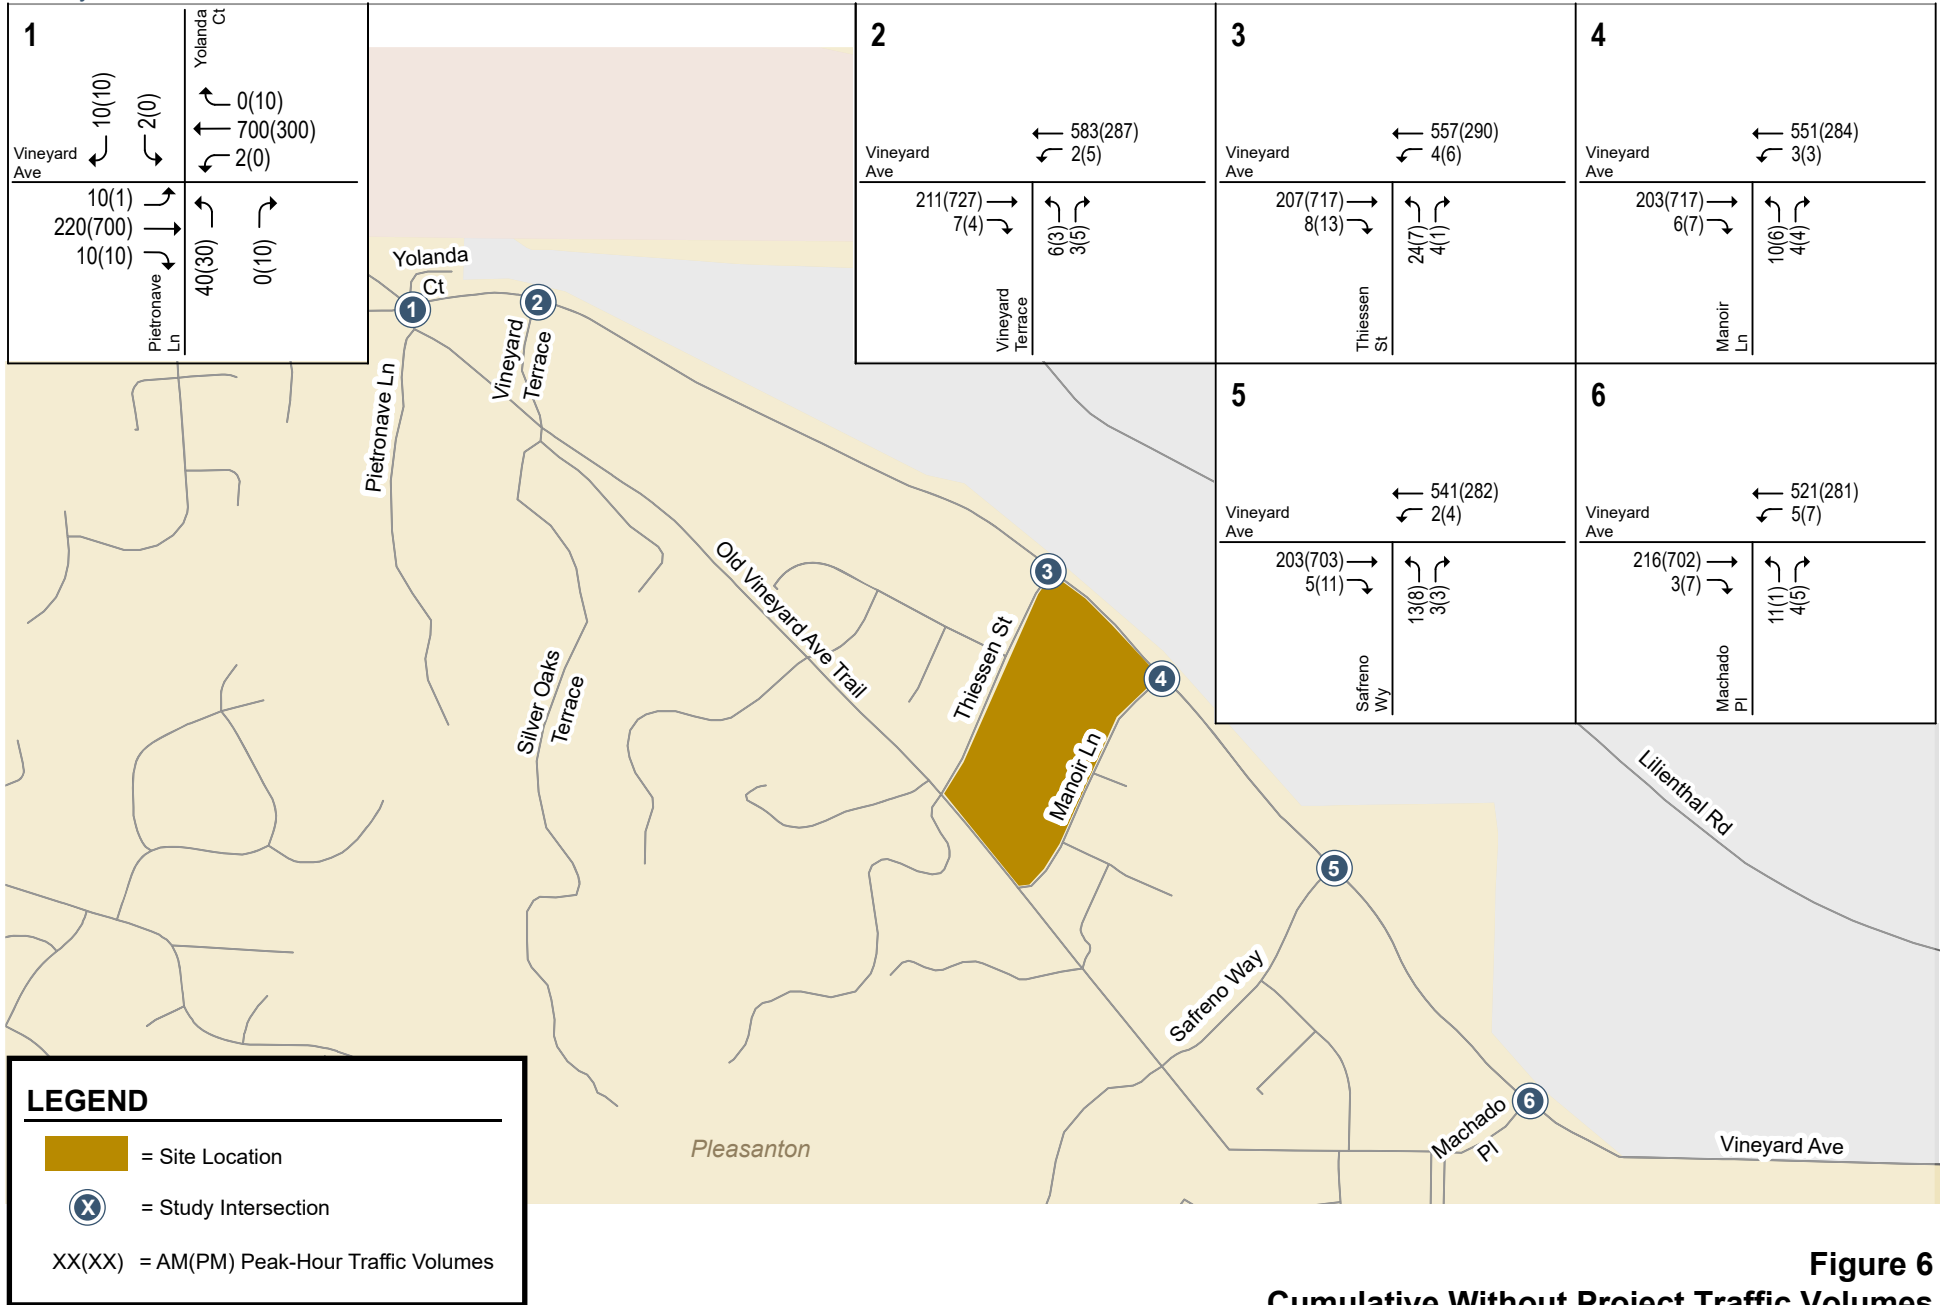 1
Yolanda
Ct
10(10)
2(0)
0(10)
700(300)
2(0)
Vineyard
Ave
10(1)
220(700)
10(10)
40(30)
0(10)
Pietronave
Ln
2
583(287)
2(5)
Vineyard
Ave
211(727)
7(4)
6(3)
3(5)
Vineyard
Terrace
3
557(290)
4(6)
Vineyard
Ave
207(717)
8(13)
24(7)
4(1)
Thiessen
St
4
551(284)
3(3)
Vineyard
Ave
203(717)
6(7)
10(6)
4(4)
Manoir
Ln
5
541(282)
2(4)
Vineyard
Ave
203(703)
5(11)
13(8)
3(3)
Safreno
Wy
6
521(281)
5(7)
Vineyard
Ave
216(702)
3(7)
11(1)
4(5)
Machado
Pl
Yolanda
Ct
1
2
Vineyard
Terrace
Pietronave Ln
Old Vineyard Ave Trail
Silver Oaks
Terrace
3
Thiessen St
4
Manoir Ln
Lilienthal Rd
5
Safreno Way
6
Machado
Pl
Vineyard Ave
Pleasanton
LEGEND
= Site Location
X = Study Intersection
XX(XX) = AM(PM) Peak-Hour Traffic Volumes
Figure 6
Cumulative Without Project Traffic Volumes